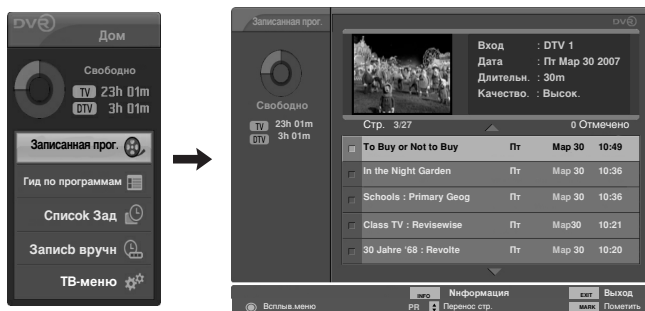 DVR
Дом
Свободно
TV 23h 01m
DTV 3h 01m
Записанная прог.
Гид по программам
Список Зад
Записb вручн
ТВ-меню
Записанная прог.
DVR
Свободно
TV 23h 01m
DTV 3h 01m
Вход : DTV 1
Дата : Пт Мар 30 2007
Длительн. : 30m
Качество. : Высок.
Стр. 3/27 0 Отмечено
To Buy or Not to Buy Пт Мар 30 10:49
In the Night Garden Пт Мар 30 10:36
Schools : Primary Geog Пт Мар 30 10:36
Class TV : Revisewise Пт Мар30 10:21
30 Jahre '68 : Revolte Пт Мар 30 10:20
INFO Nнформация EXIT Выход
Всплыв.меню PR Перенос стр. MARK Пометить